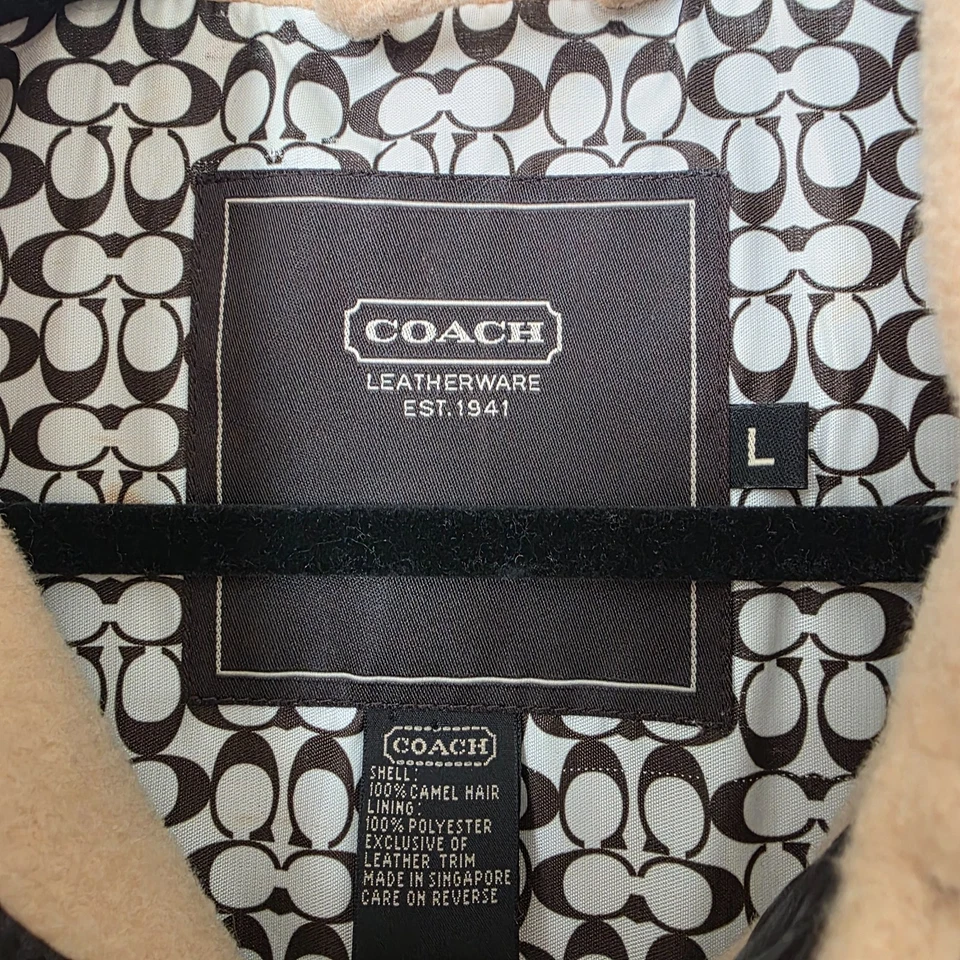 COACH
LEATHERWARE
EST.1941
L
COACH
SHELL:
100% CAMEL HAIR
LINING:
100% POLYESTER
EXCLUSIVE OF
LEATHER TRIM
MADE IN SINGAPORE
CARE ON REVERSE